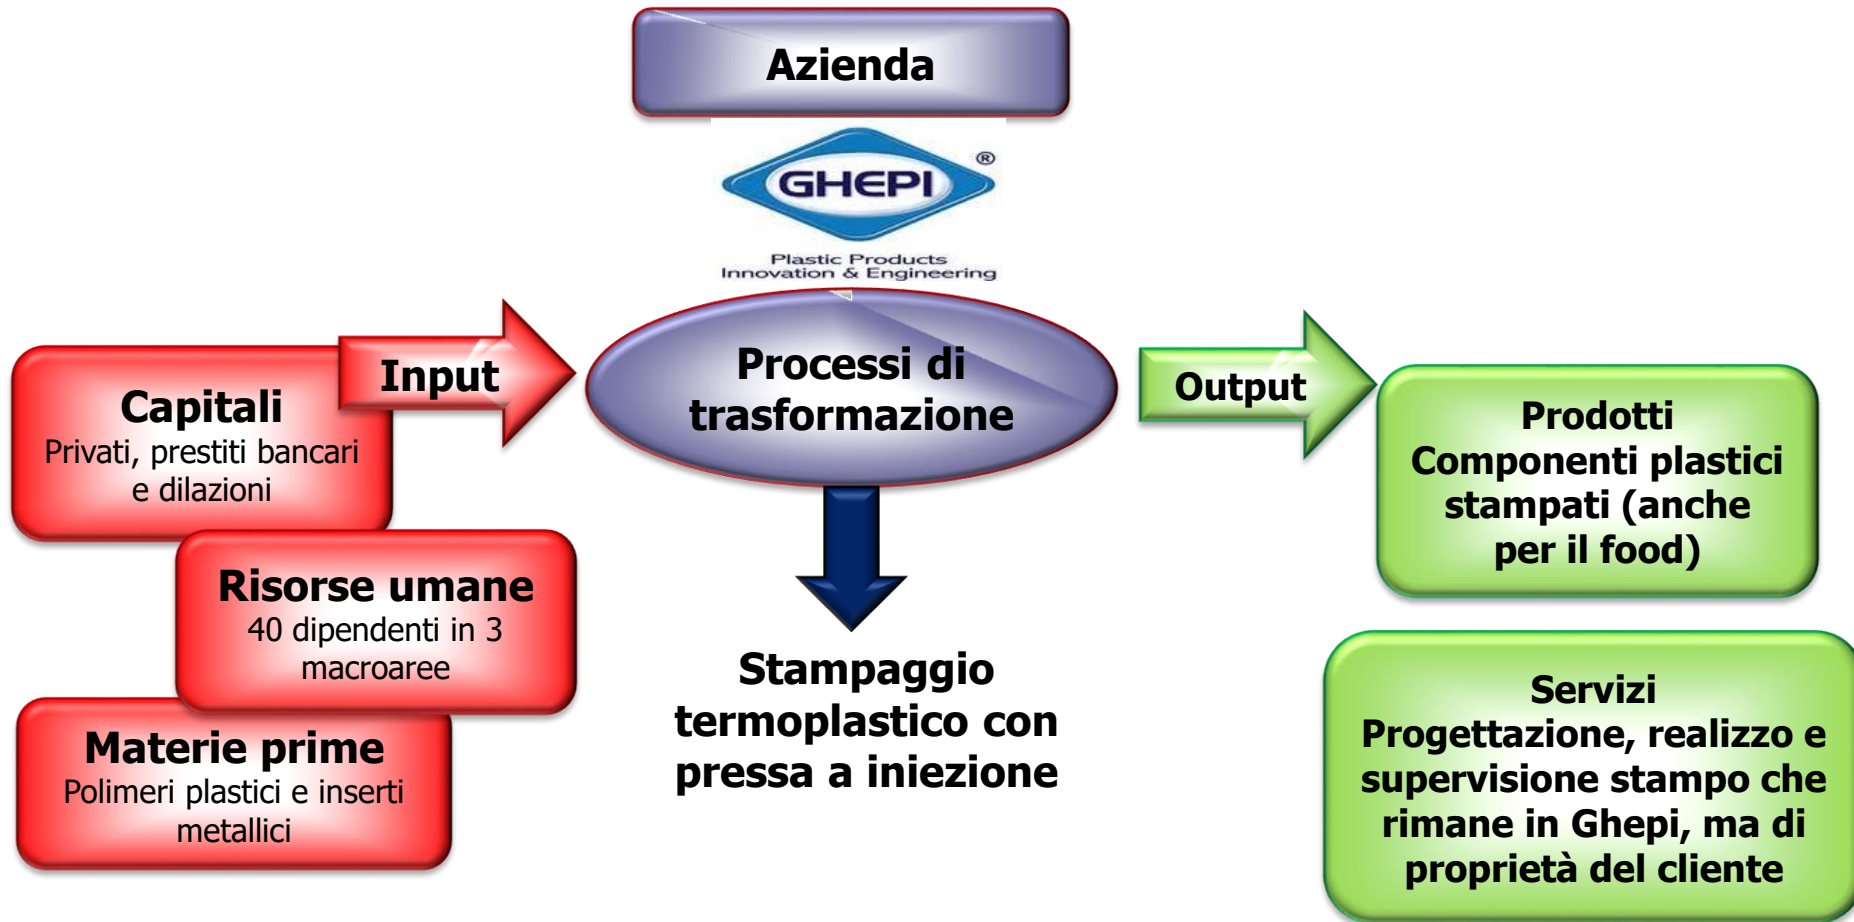 Azienda
GHEPI ®
Plastic Products
Innovation & Engineering
Input
Capitali
Privati, prestiti bancari
e dilazioni
Risorse umane
40 dipendenti in 3
macroaree
Materie prime
Polimeri plastici e inserti
metallici
Processi di
trasformazione
Stampaggio
termoplastico con
pressa a iniezione
Output
Prodotti
Componenti plastici
stampati (anche
per il food)
Servizi
Progettazione, realizzo e
supervisione stampo che
rimane in Ghepi, ma di
proprietà del cliente